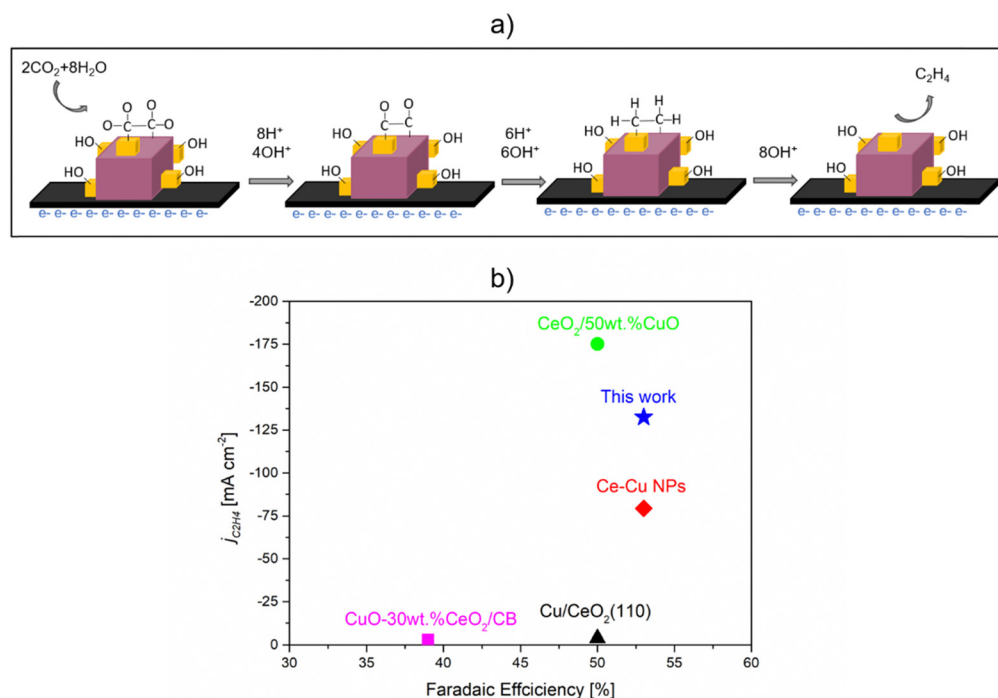 a)
2CO₂+8H₂O
C₂H₄
O O O O C C
O O C C
H H H H C C
HO OH
HO OH
HO OH
HO OH
8H⁺
4OH⁺
6H⁺
6OH⁺
8OH⁺
HO OH
HO OH
HO OH
HO OH
e- e- e- e- e- e- e- e- e-
e- e- e- e- e- e- e- e- e-
e- e- e- e- e- e- e- e- e-
e- e- e- e- e- e- e- e- e-
b)
-200
-175
-150
-125
-100
-75
-50
-25
0
j_C2H4 [mA cm⁻²]
CeO₂/50wt.%CuO
This work
Ce-Cu NPs
CuO-30wt.%CeO₂/CB
Cu/CeO₂(110)
30 35 40 45 50 55 60
Faradaic Effciciency [%]